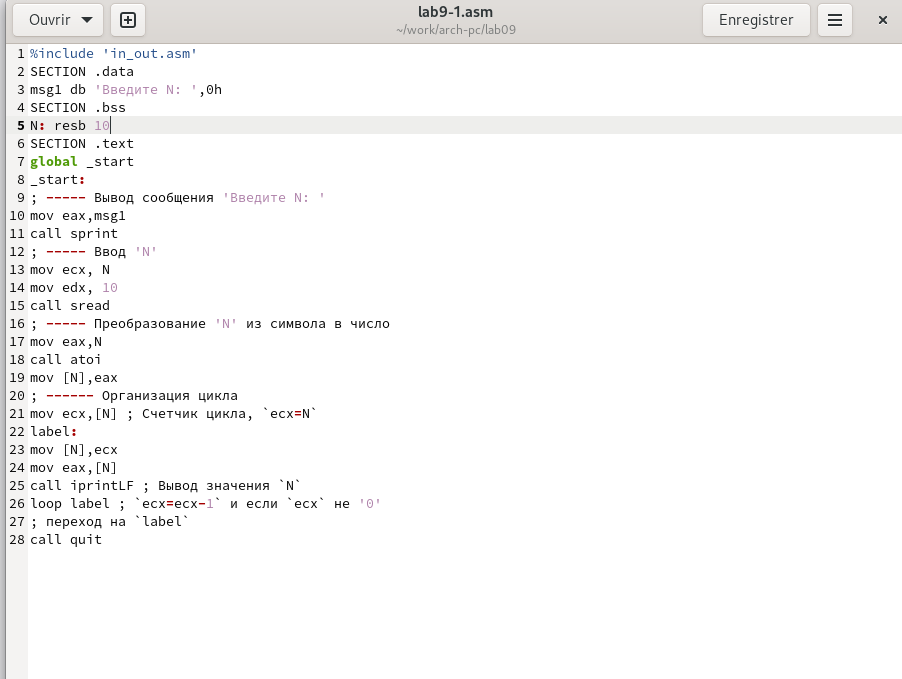 Ouvrir
lab9-1.asm
~/work/arch-pc/lab09
Enregistrer
1 %include 'in_out.asm'
2 SECTION .data
3 msg1 db 'Введите N: ',0h
4 SECTION .bss
5 N: resb 10
6 SECTION .text
7 global _start
8 _start:
9 ; ----- Вывод сообщения 'Введите N: '
10 mov eax,msg1
11 call sprint
12 ; ----- Ввод 'N'
13 mov ecx, N
14 mov edx, 10
15 call sread
16 ; ----- Преобразование 'N' из символа в число
17 mov eax,N
18 call atoi
19 mov [N],eax
20 ; ------ Организация цикла
21 mov ecx,[N] ; Счетчик цикла, `ecx=N`
22 label:
23 mov [N],ecx
24 mov eax,[N]
25 call iprintLF ; Вывод значения `N`
26 loop label ; `ecx=ecx-1` и если `ecx` не '0'
27 ; переход на `label`
28 call quit